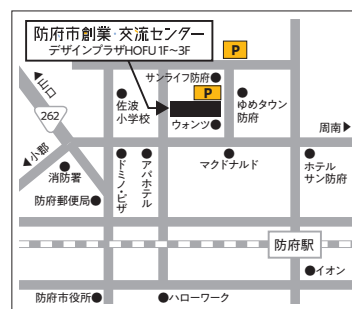 防府市創業・交流センター
デザインプラザHOFU 1F〜3F
P
山口
サンライフ防府
P
262
佐波
小学校
ゆめタウン
防府
ウォンツ
周南
小郡
消防署
ドミノ・ピザ
アパホテル
マクドナルド
ホテル
サン防府
防府郵便局
防府駅
イオン
防府市役所
ハローワーク